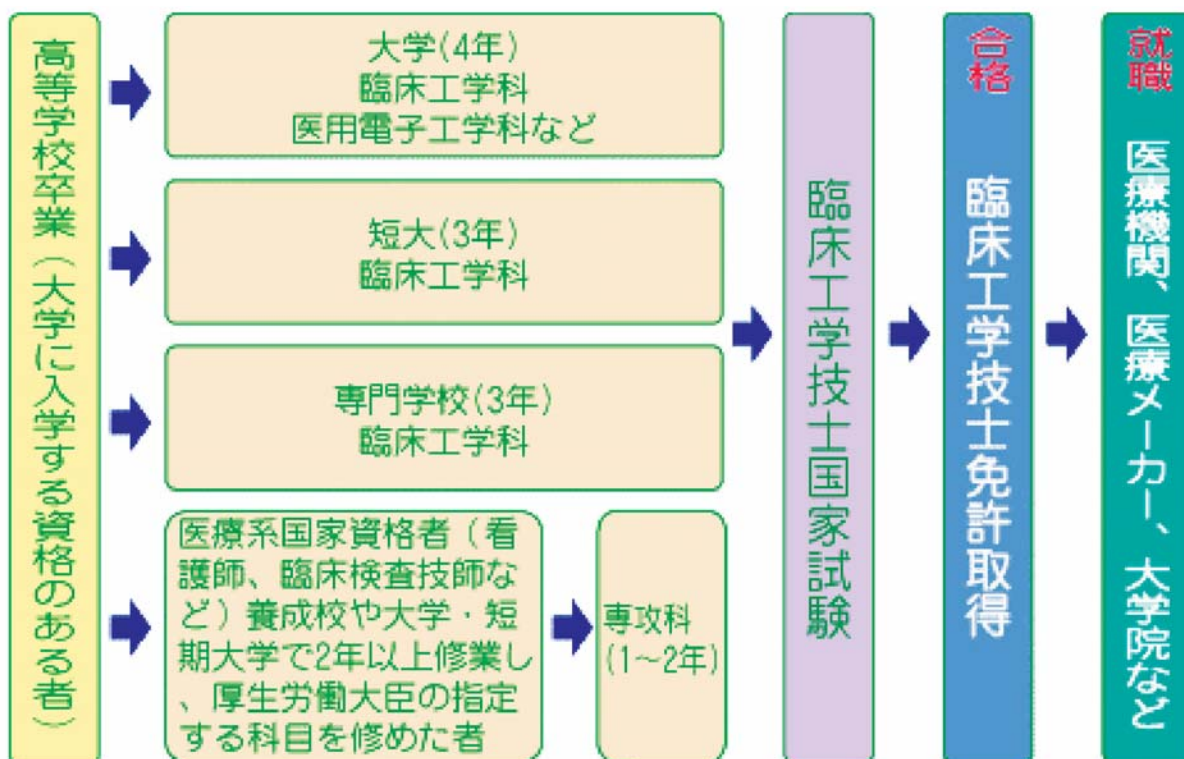 高等学校卒業（大学に入学する資格のある者）
大学(4年)
臨床工学科
医用電子工学科など
短大(3年)
臨床工学科
専門学校(3年)
臨床工学科
医療系国家資格者（看
護師、臨床検査技師な
ど）養成校や大学・短
期大学で2年以上修業し
、厚生労働大臣の指定
する科目を修めた者
専攻科
(1～2年)
臨床工学技士国家試験
合格 臨床工学技士免許取得
就職 医療機関、医療メーカー、大学院など